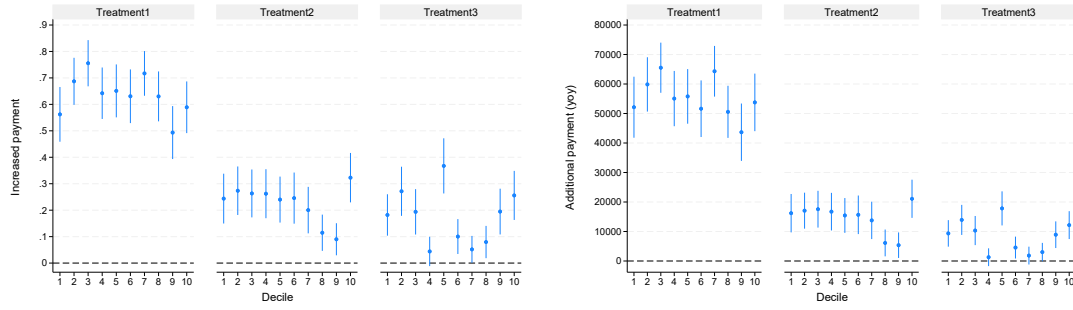 Treatment1 Treatment2 Treatment3
Increased payment
.9
.8
.7
.6
.5
.4
.3
.2
.1
0
1 2 3 4 5 6 7 8 9 10 1 2 3 4 5 6 7 8 9 10 1 2 3 4 5 6 7 8 9 10
Decile
Treatment1 Treatment2 Treatment3
Additional payment (yoy)
80000
70000
60000
50000
40000
30000
20000
10000
0
1 2 3 4 5 6 7 8 9 10 1 2 3 4 5 6 7 8 9 10 1 2 3 4 5 6 7 8 9 10
Decile